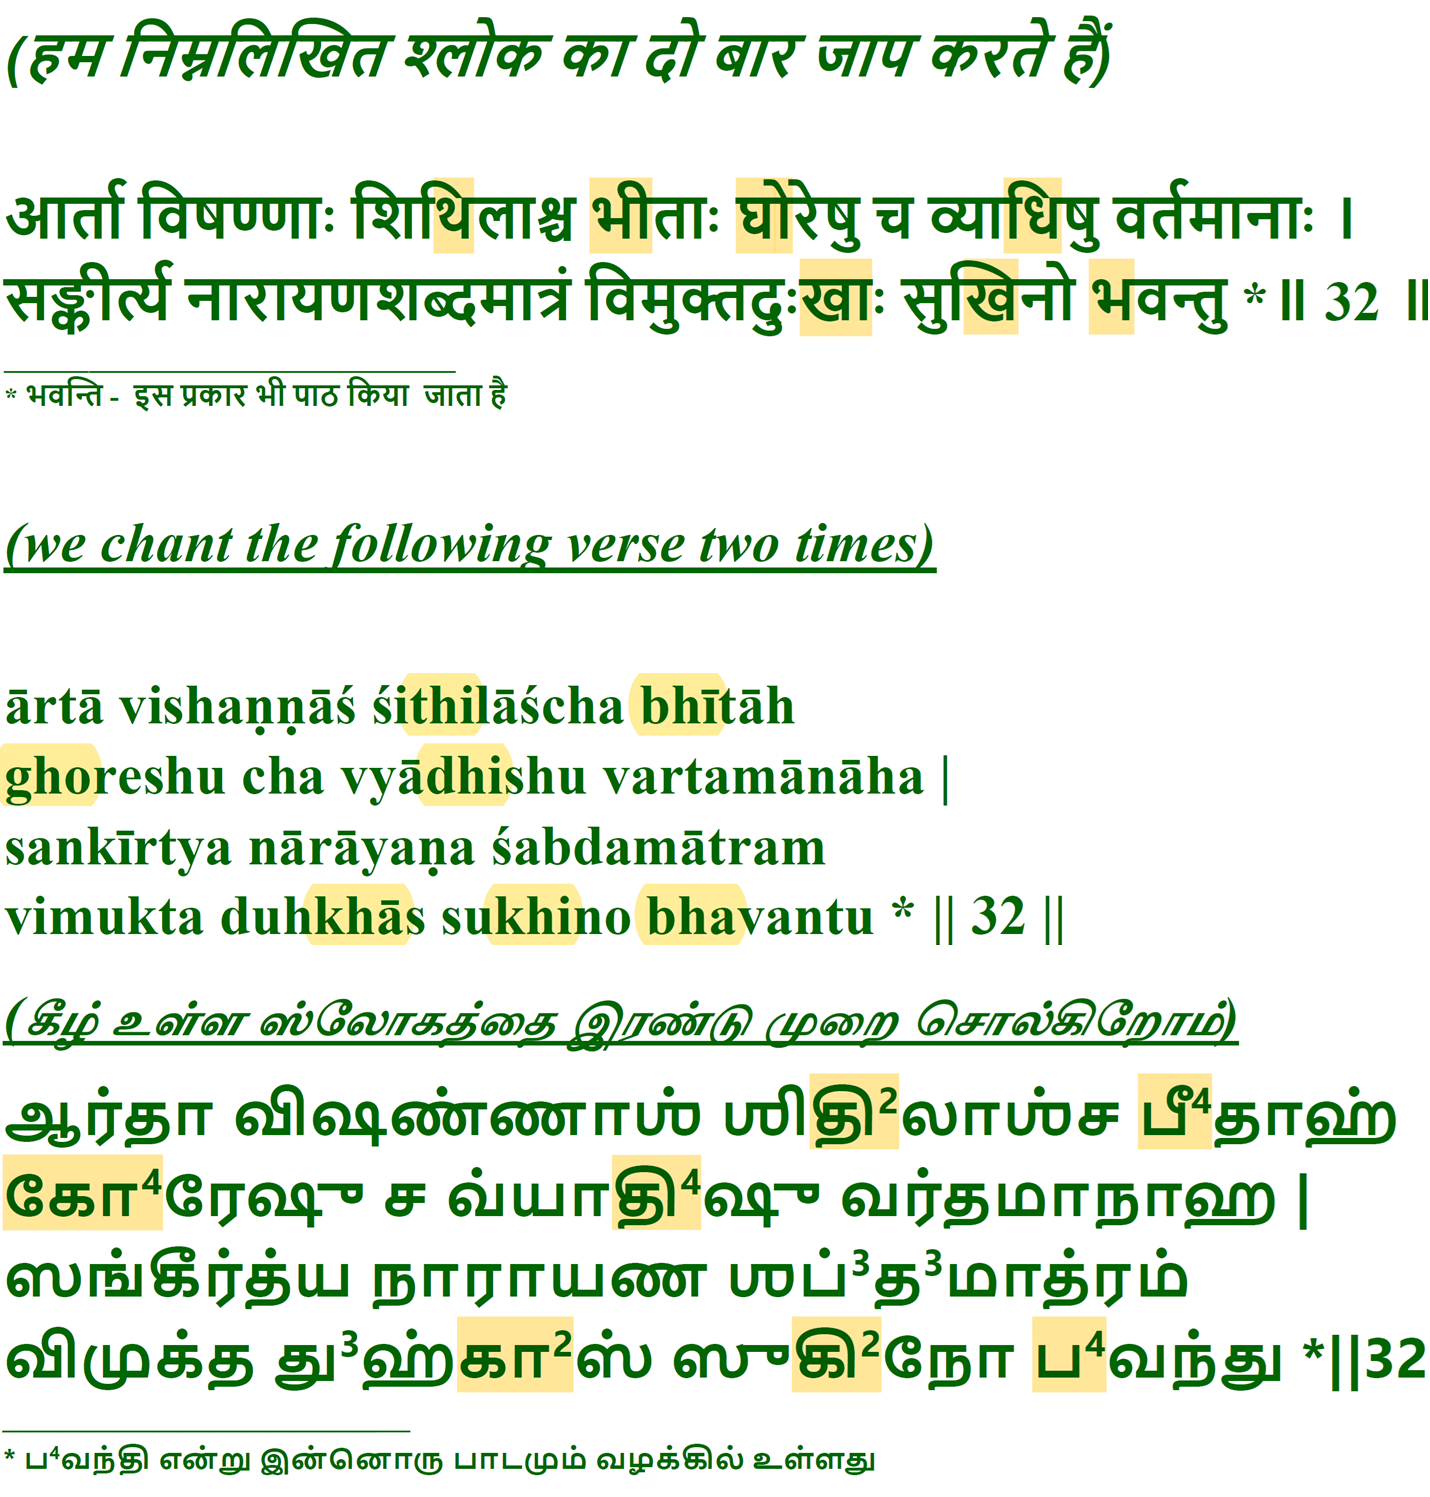 (हम निम्नलिखित श्लोक का दो बार जाप करते हैं)
आर्ता विषण्णाः शिथिलाश्च भीताः घोरेषु च व्याधिषु वर्तमानाः ।
सङ्कीर्त्य नारायणशब्दमात्रं विमुक्तदुःखाः सुखिनो भवन्तु * ॥ 32 ॥
* भवन्ति - इस प्रकार भी पाठ किया जाता है
(we chant the following verse two times)
ārtā vishaṇṇāś śithilāścha bhītāh
ghoreshu cha vyādhishu vartamānāha |
sankīrtya nārāyaṇa śabdamātram
vimukta duhkhās sukhino bhavantu * || 32 ||
(கீழ் உள்ள ஸ்லோகத்தை இரண்டு முறை சொல்கிறோம்)
ஆர்தா விஷண்ணாஶ் ஶிதி²லாஶ்ச பீ⁴தாஹ்
கோ⁴ரேஷு ச வ்யாதி⁴ஷு வர்தமாநாஹ |
ஸங்கீர்த்ய நாராயண ஶப்³த³மாத்ரம்
விமுக்த து³ஹ்கா²ஸ் ஸுகி²நோ ப⁴வந்து *||32
* ப⁴வந்தி என்று இன்னொரு பாடமும் வழக்கில் உள்ளது